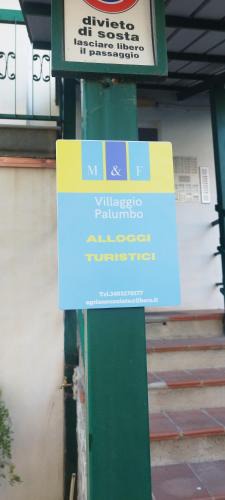 divieto
di sosta
lasciare libero
il passaggio
M & F
Villaggio
Palumbo
ALLOGGI
TURISTICI